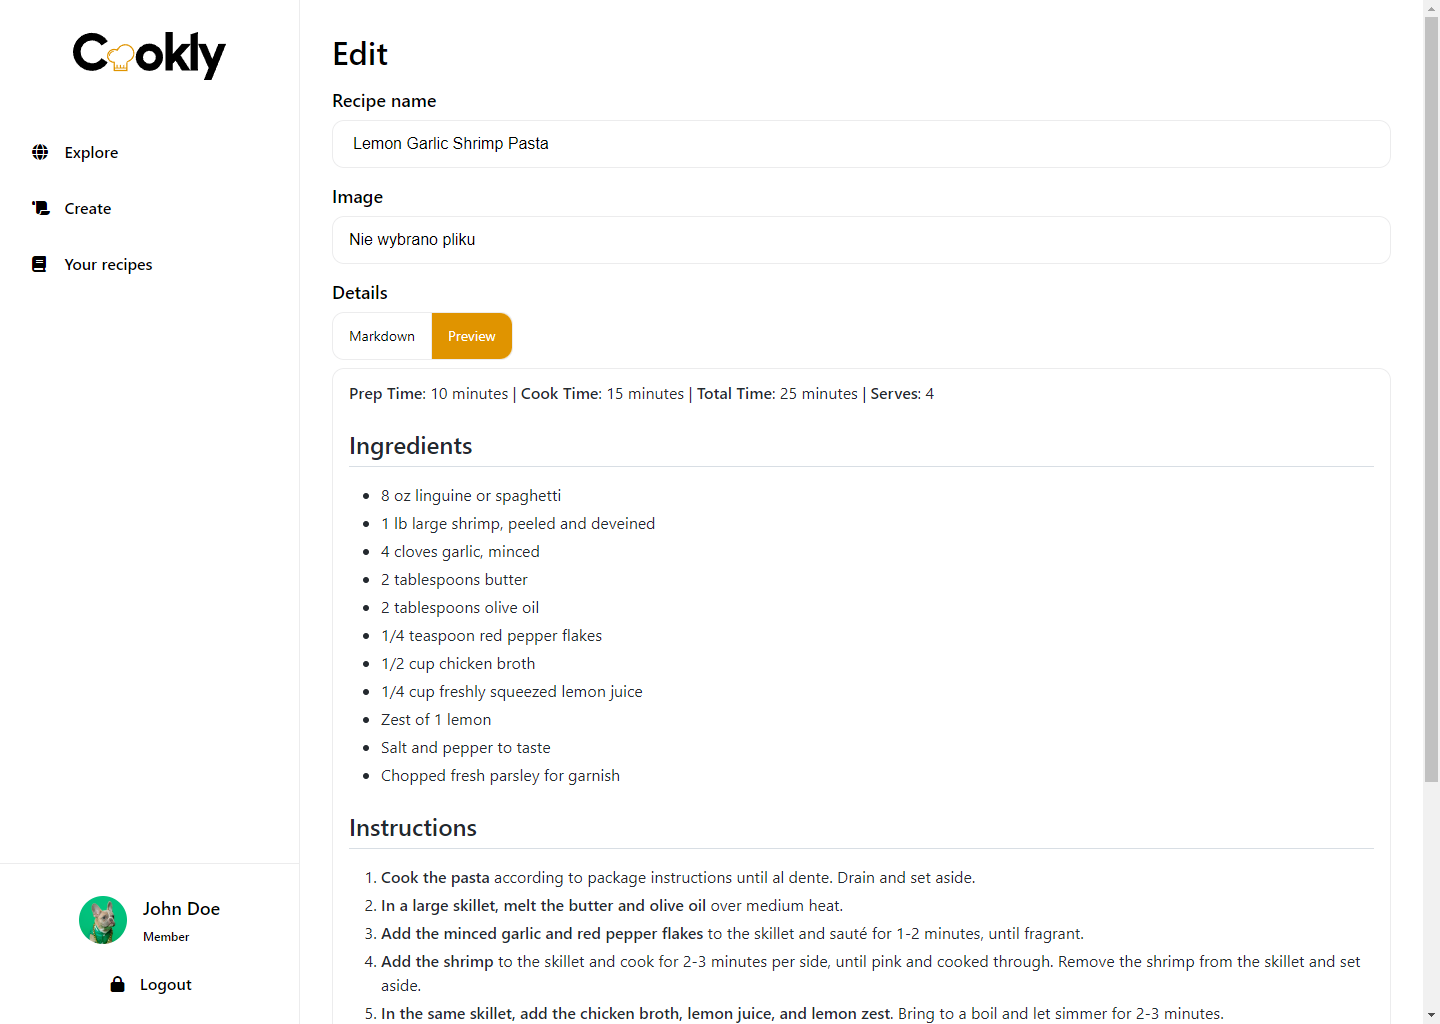 Cookly
Explore
Create
Your recipes
John Doe
Member
Logout
Edit
Recipe name
Lemon Garlic Shrimp Pasta
Image
Nie wybrano pliku
Details
Markdown Preview
Prep Time: 10 minutes | Cook Time: 15 minutes | Total Time: 25 minutes | Serves: 4
Ingredients
• 8 oz linguine or spaghetti
• 1 lb large shrimp, peeled and deveined
• 4 cloves garlic, minced
• 2 tablespoons butter
• 2 tablespoons olive oil
• 1/4 teaspoon red pepper flakes
• 1/2 cup chicken broth
• 1/4 cup freshly squeezed lemon juice
• Zest of 1 lemon
• Salt and pepper to taste
• Chopped fresh parsley for garnish
Instructions
1. Cook the pasta according to package instructions until al dente. Drain and set aside.
2. In a large skillet, melt the butter and olive oil over medium heat.
3. Add the minced garlic and red pepper flakes to the skillet and sauté for 1-2 minutes, until fragrant.
4. Add the shrimp to the skillet and cook for 2-3 minutes per side, until pink and cooked through. Remove the shrimp from the skillet and set
aside.
5. In the same skillet, add the chicken broth, lemon juice, and lemon zest. Bring to a boil and let simmer for 2-3 minutes.